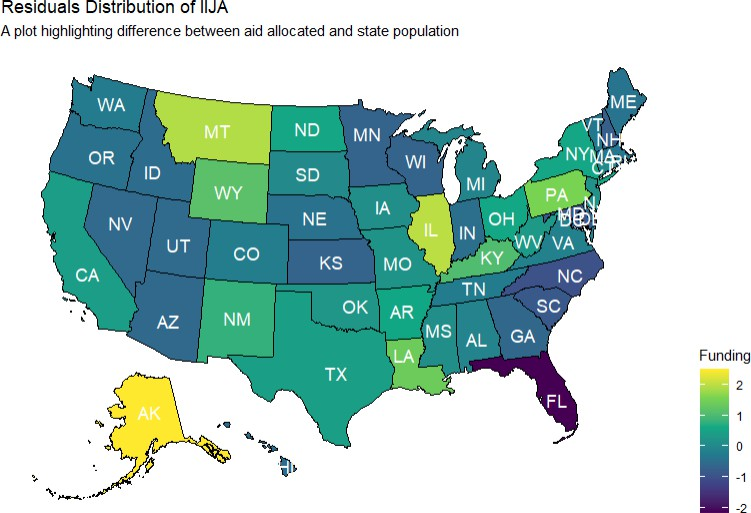 Residuals Distribution of IIJA
A plot highlighting difference between aid allocated and state population
WA
MT
ND
MN
ME
VT
NH
OR
ID
WI
NY
MA
CT
RI
SD
MI
WY
PA
IA
NE
IL
IN
OH
NV
UT
CO
WV
VA
KS
MO
KY
CA
NC
TN
OK
AR
SC
AZ
NM
MS
AL
GA
LA
TX
FL
AK
HI
Funding
2
1
0
-1
-2